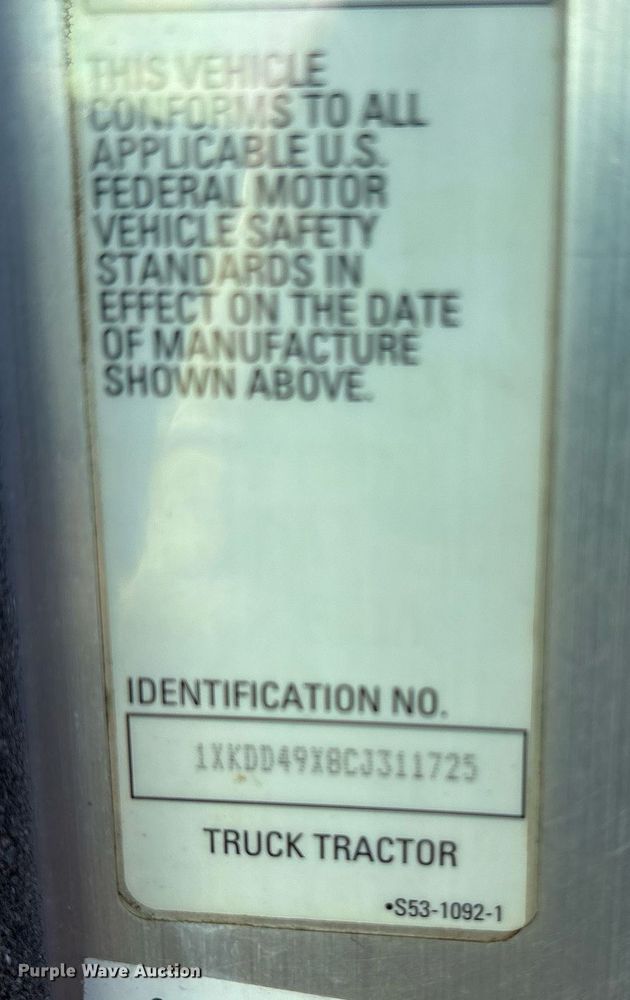 THIS VEHICLE
CONFORMS TO ALL
APPLICABLE U.S.
FEDERAL MOTOR
VEHICLE SAFETY
STANDARDS IN
EFFECT ON THE DATE
OF MANUFACTURE
SHOWN ABOVE.
IDENTIFICATION NO.
1XKDD49X8CJ311725
TRUCK TRACTOR
•S53-1092-1
Purple Wave Auction